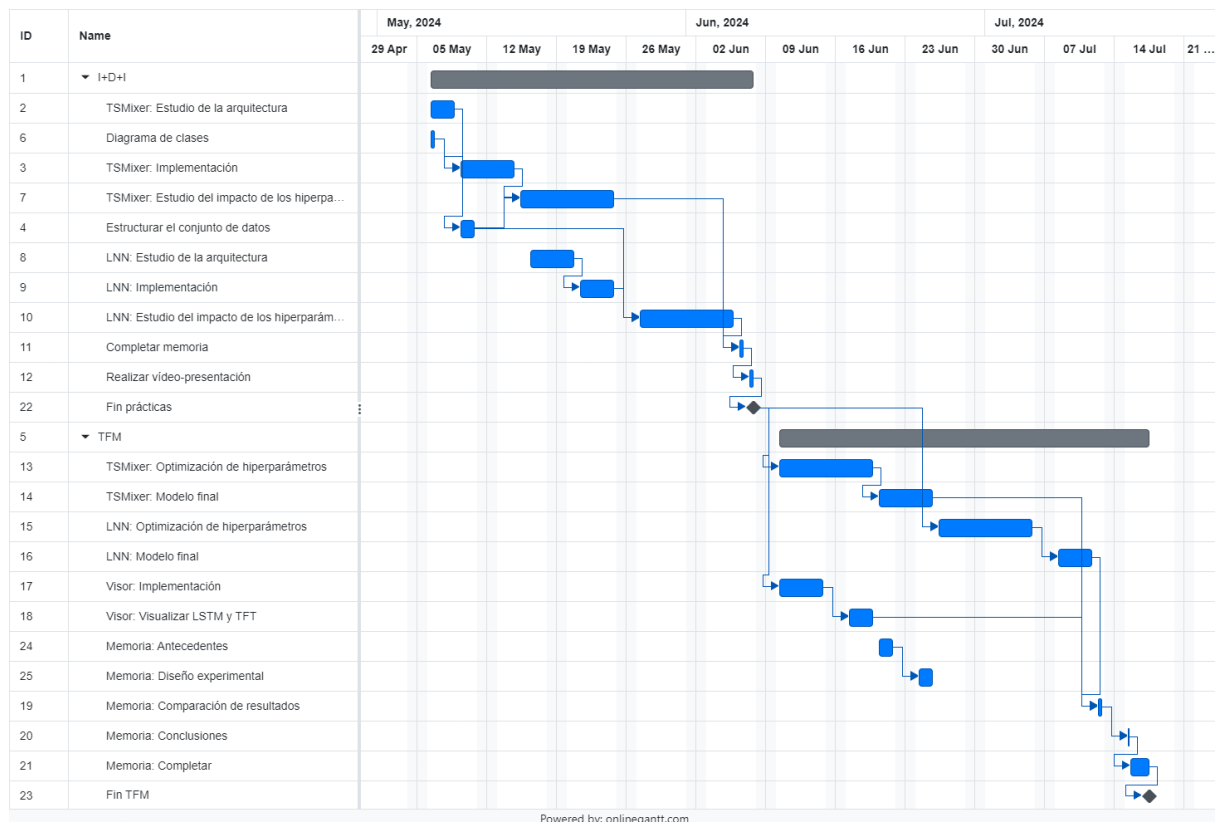 ID Name May, 2024 Jun, 2024 Jul, 2024
29 Apr 05 May 12 May 19 May 26 May 02 Jun 09 Jun 16 Jun 23 Jun 30 Jun 07 Jul 14 Jul 21 ...
1 I+D+I
2 TSMixer: Estudio de la arquitectura
6 Diagrama de clases
3 TSMixer: Implementación
7 TSMixer: Estudio del impacto de los hiperpa...
4 Estructurar el conjunto de datos
8 LNN: Estudio de la arquitectura
9 LNN: Implementación
10 LNN: Estudio del impacto de los hiperparám...
11 Completar memoria
12 Realizar vídeo-presentación
22 Fin prácticas
5 TFM
13 TSMixer: Optimización de hiperparámetros
14 TSMixer: Modelo final
15 LNN: Optimización de hiperparámetros
16 LNN: Modelo final
17 Visor: Implementación
18 Visor: Visualizar LSTM y TFT
24 Memoria: Antecedentes
25 Memoria: Diseño experimental
19 Memoria: Comparación de resultados
20 Memoria: Conclusiones
21 Memoria: Completar
23 Fin TFM
Powered by: onlinegantt.com